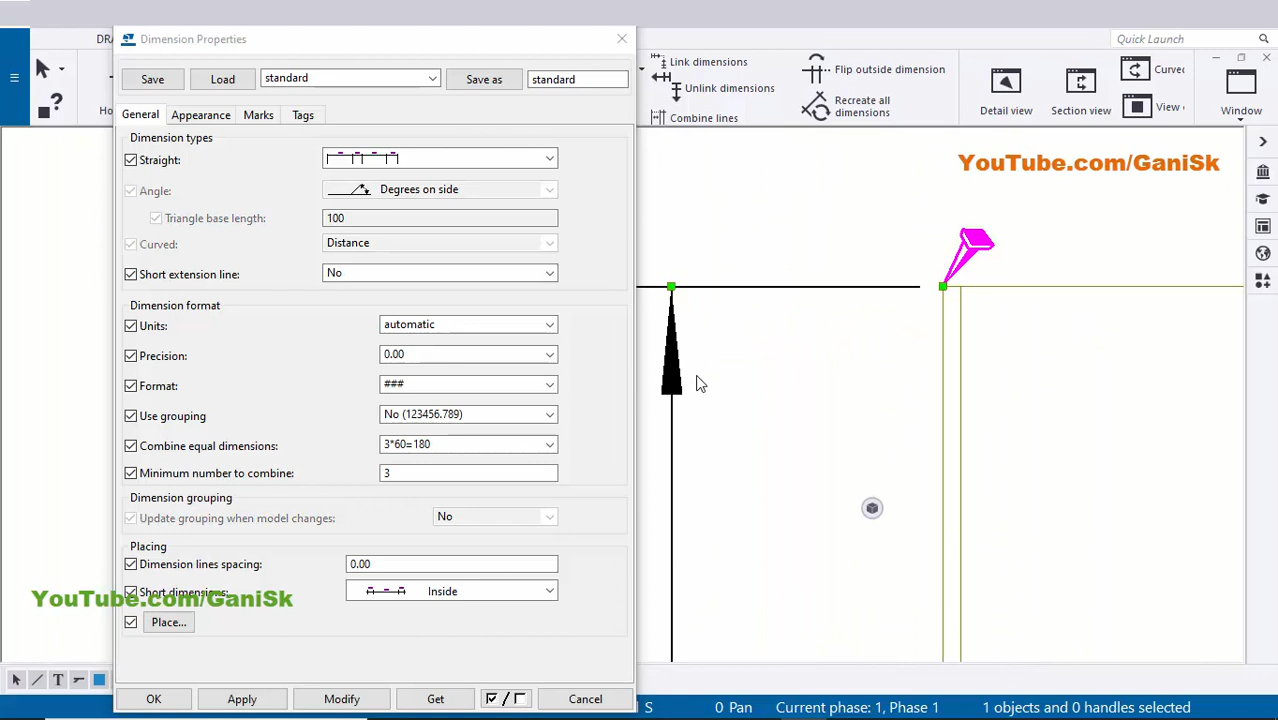 DRA
Quick Launch
Link dimensions
Unlink dimensions
Combine lines
Flip outside dimension
Recreate all dimensions
Detail view
Section view
Curve
View
Window
Ho
Dimension Properties
Save
Load
standard
Save as
standard
General
Appearance
Marks
Tags
Dimension types
Straight:
Angle:
Degrees on side
Triangle base length:
100
Curved:
Distance
Short extension line:
No
Dimension format
Units:
automatic
Precision:
0.00
Format:
###
Use grouping
No (123456.789)
Combine equal dimensions:
3*60=180
Minimum number to combine:
3
Dimension grouping
Update grouping when model changes:
No
Placing
Dimension lines spacing:
0.00
Short dimensions:
Inside
Place...
OK
Apply
Modify
Get
/
Cancel
YouTube.com/GaniSk
YouTube.com/GaniSk
T
S
0 Pan
Current phase: 1, Phase 1
1 objects and 0 handles selected